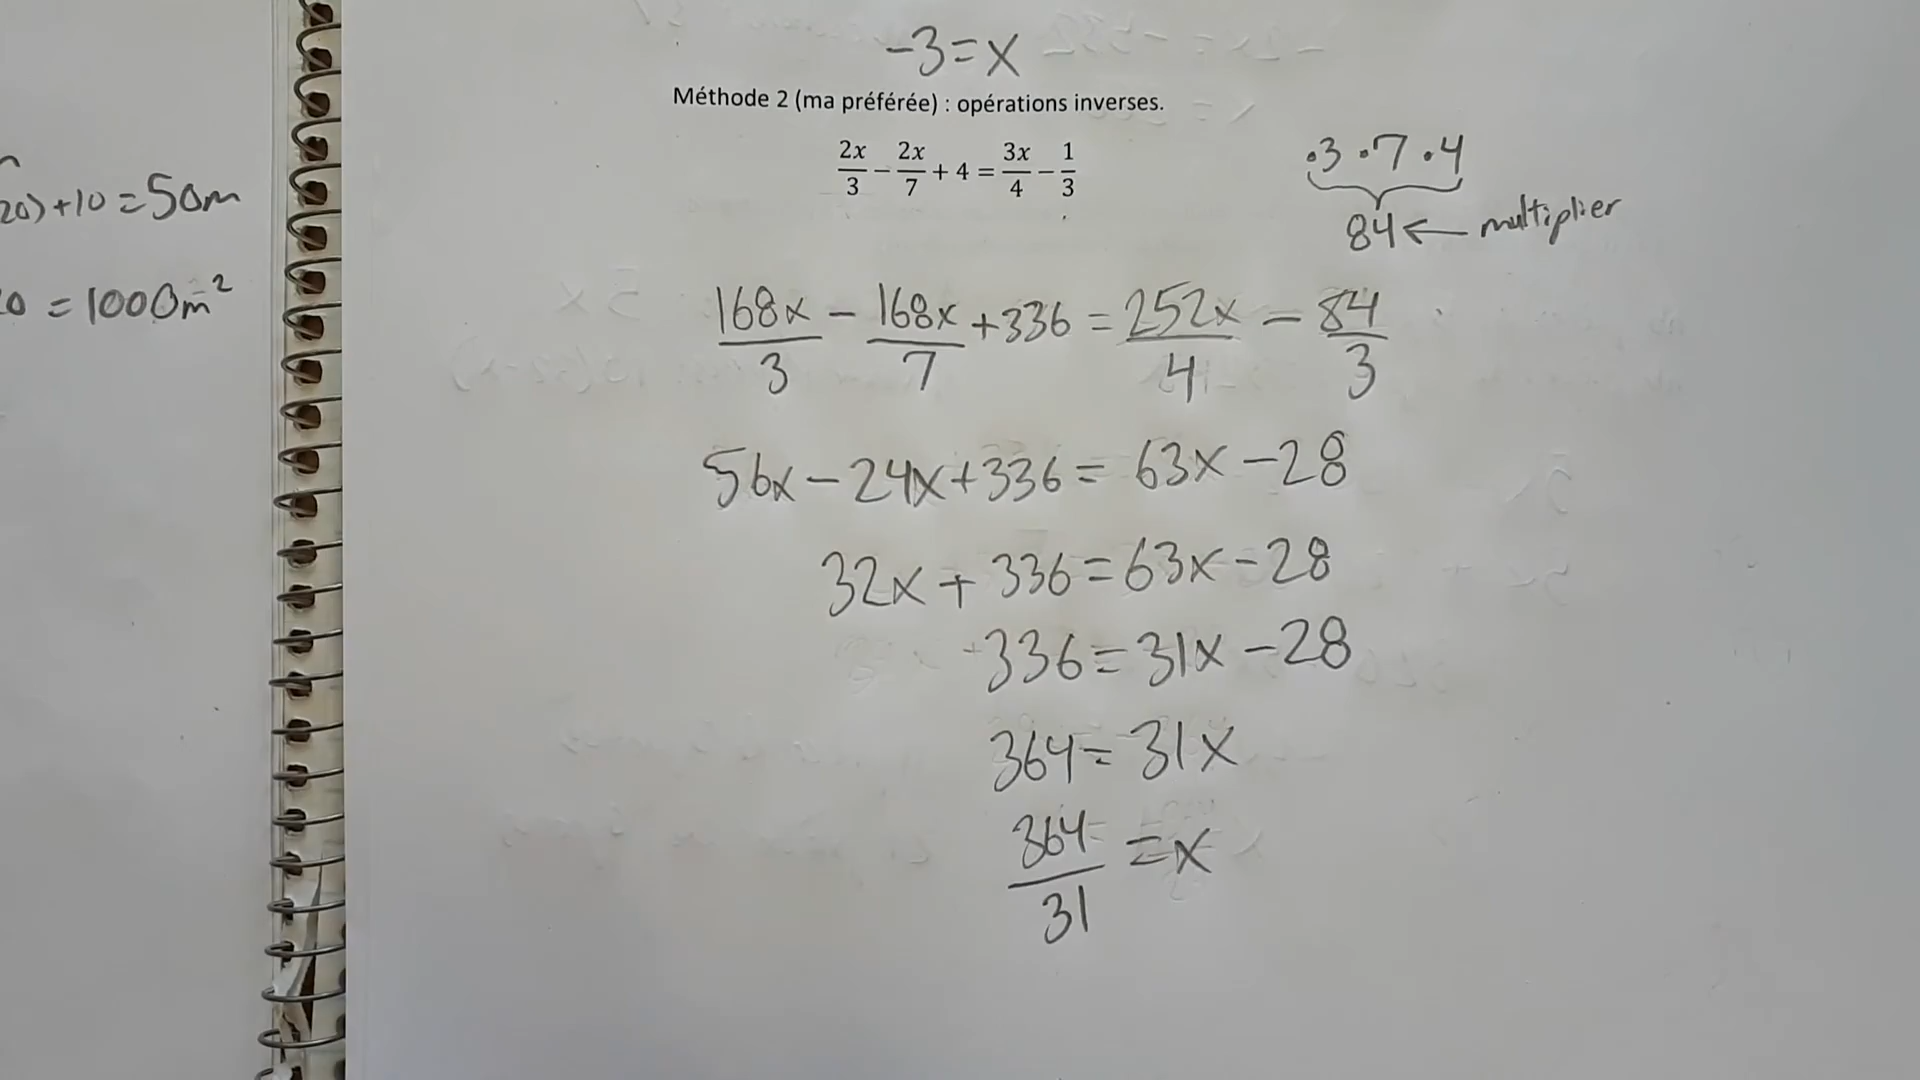 20) + 10 = 50m
0 = 1000m²
-3 = x
Méthode 2 (ma préférée) : opérations inverses.
2x/3 − 2x/7 + 4 = 3x/4 − 1/3
·3 ·7 ·4
84 ← multiplier
168x/3 − 168x/7 + 336 = 252x/4 − 84/3
56x − 24x + 336 = 63x − 28
32x + 336 = 63x − 28
336 = 31x − 28
364 = 31x
364/31 = x